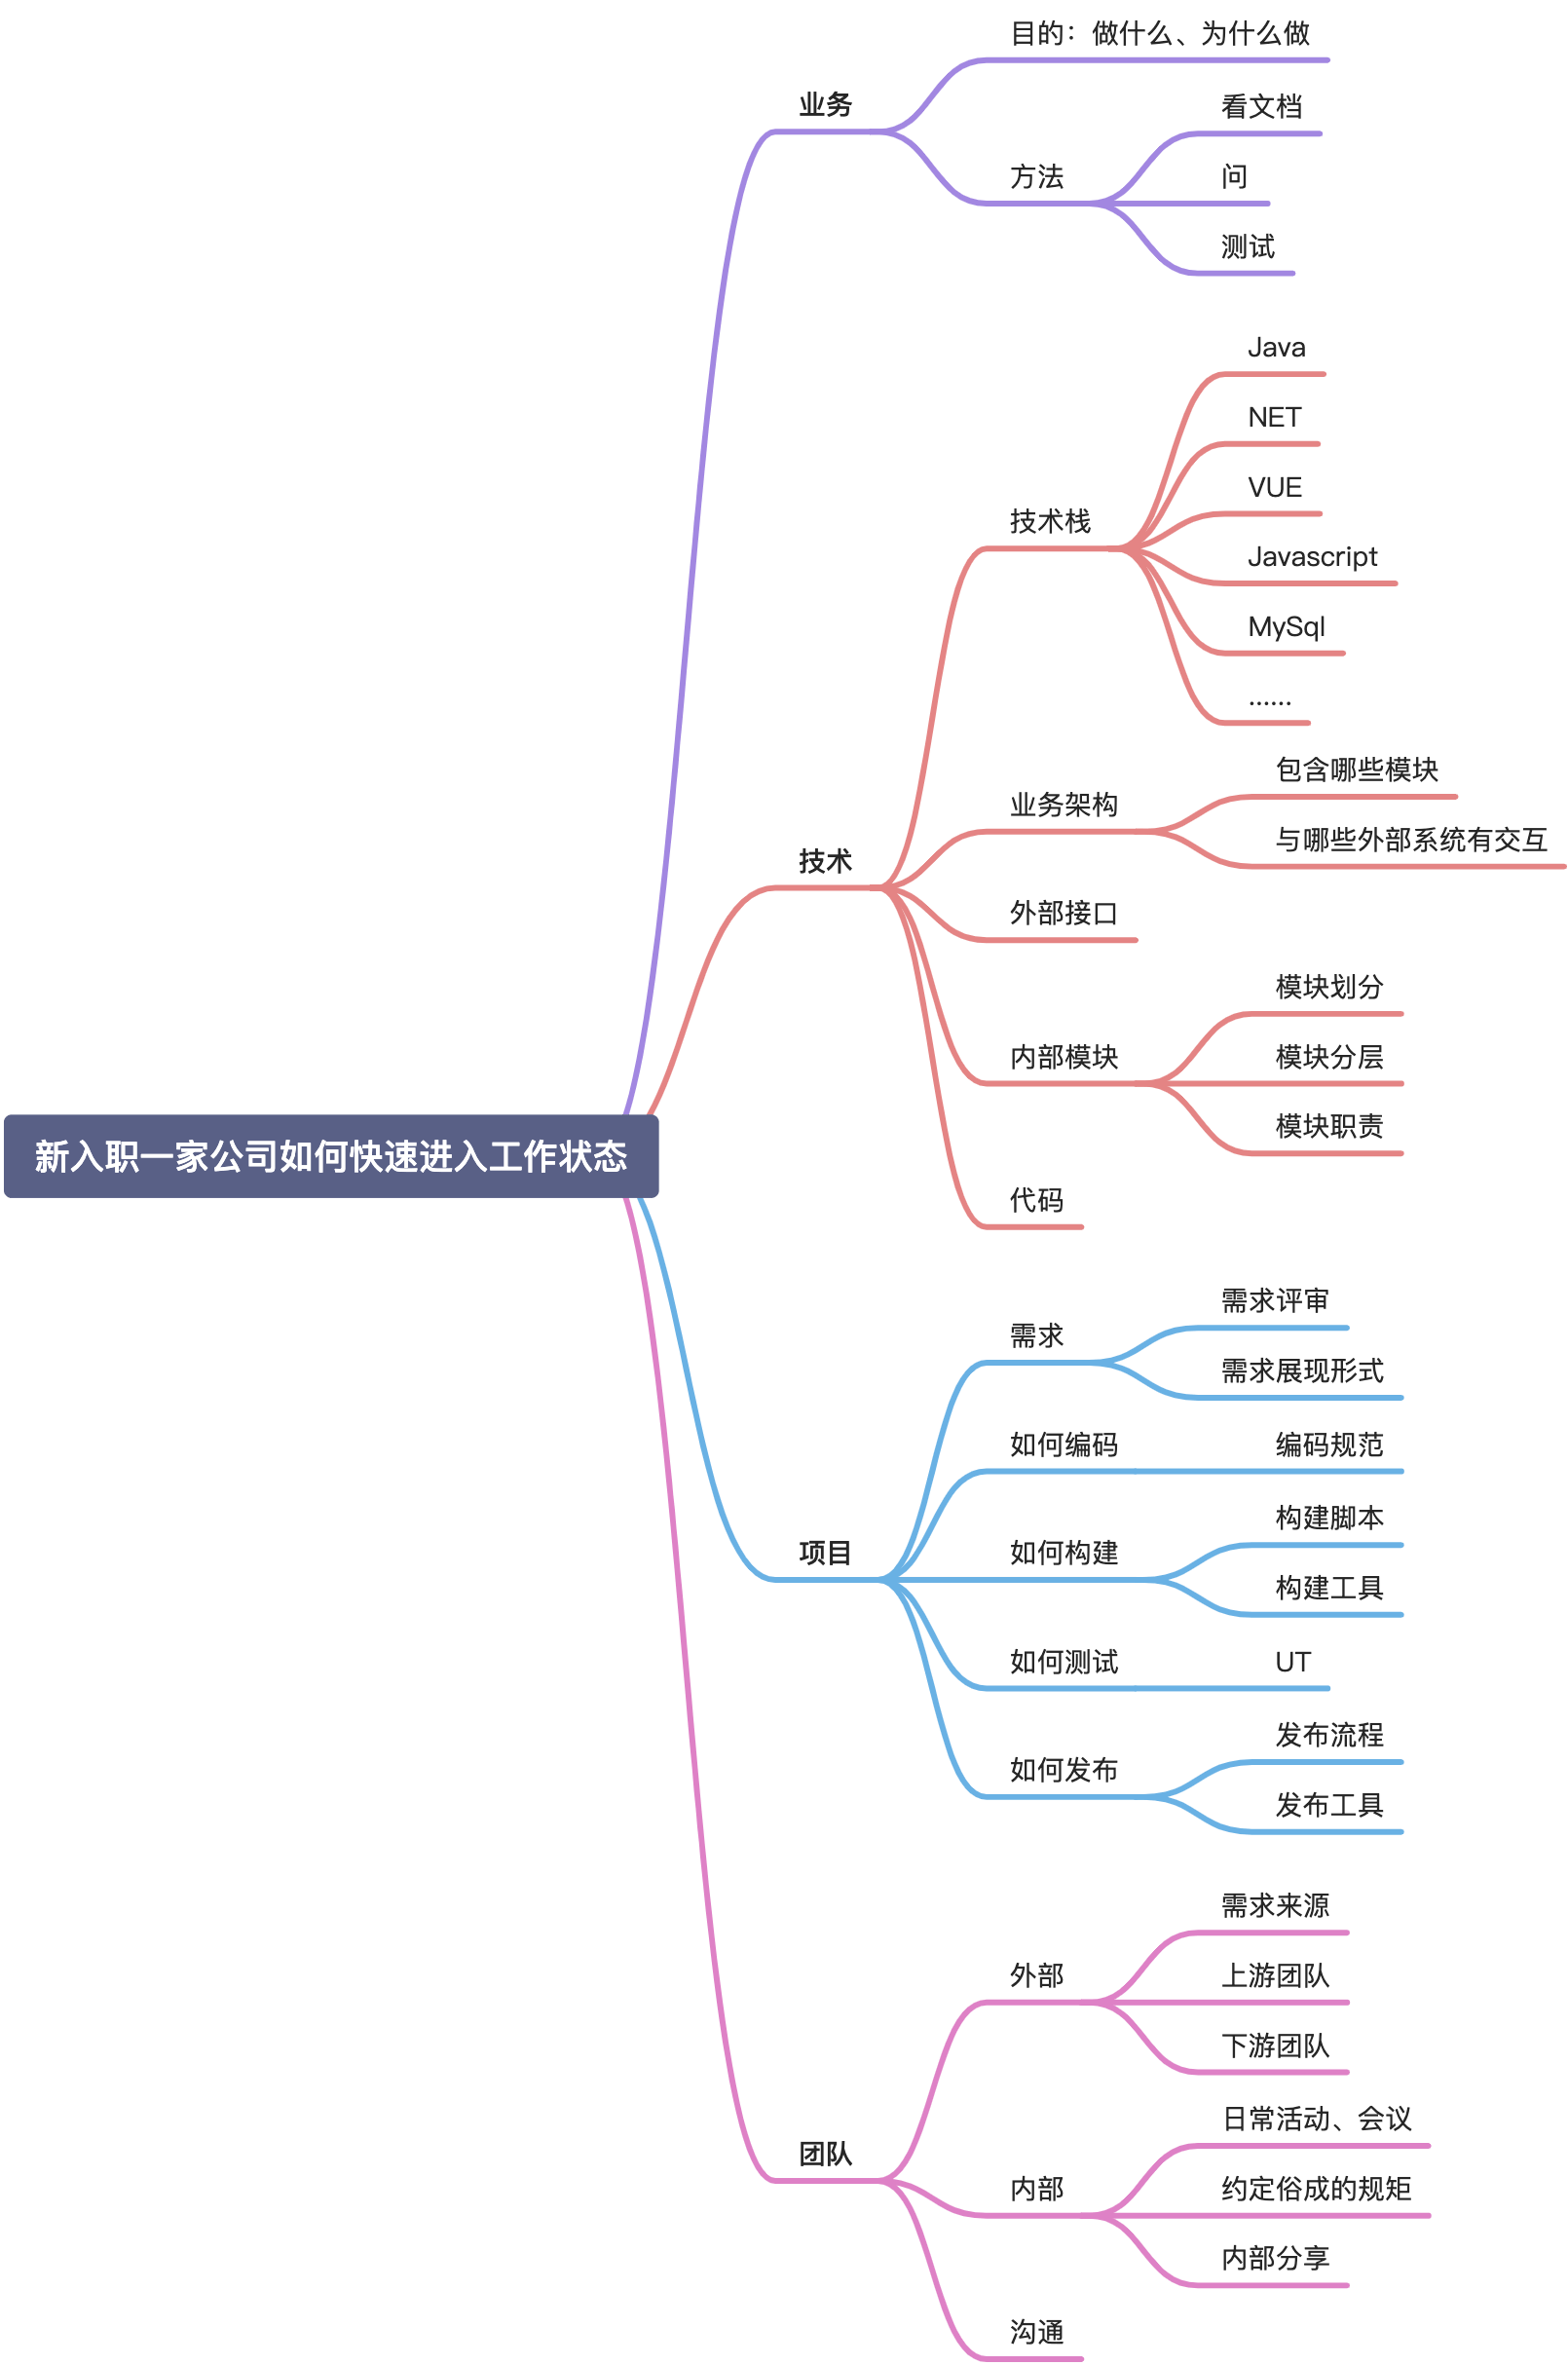 目的：做什么、为什么做
业务
看文档
方法
问
测试
Java
NET
VUE
技术栈
Javascript
MySql
......
包含哪些模块
业务架构
与哪些外部系统有交互
技术
外部接口
模块划分
内部模块
模块分层
模块职责
新入职一家公司如何快速进入工作状态
代码
需求评审
需求
需求展现形式
如何编码
编码规范
构建脚本
项目
如何构建
构建工具
如何测试
UT
发布流程
如何发布
发布工具
需求来源
外部
上游团队
下游团队
日常活动、会议
团队
内部
约定俗成的规矩
内部分享
沟通